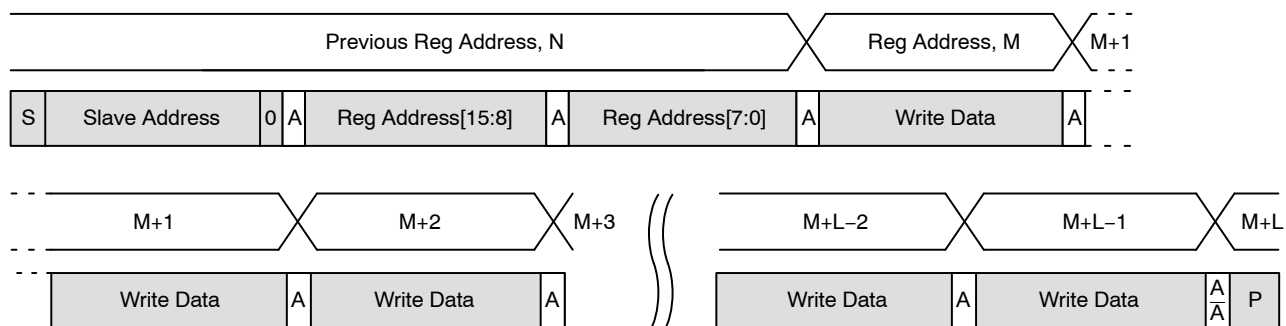 Previous Reg Address, N Reg Address, M M+1
S Slave Address 0 A Reg Address[15:8] A Reg Address[7:0] A Write Data A
M+1 M+2 M+3 M+L−2 M+L−1 M+L
Write Data A Write Data A Write Data A Write Data A/A̅ P